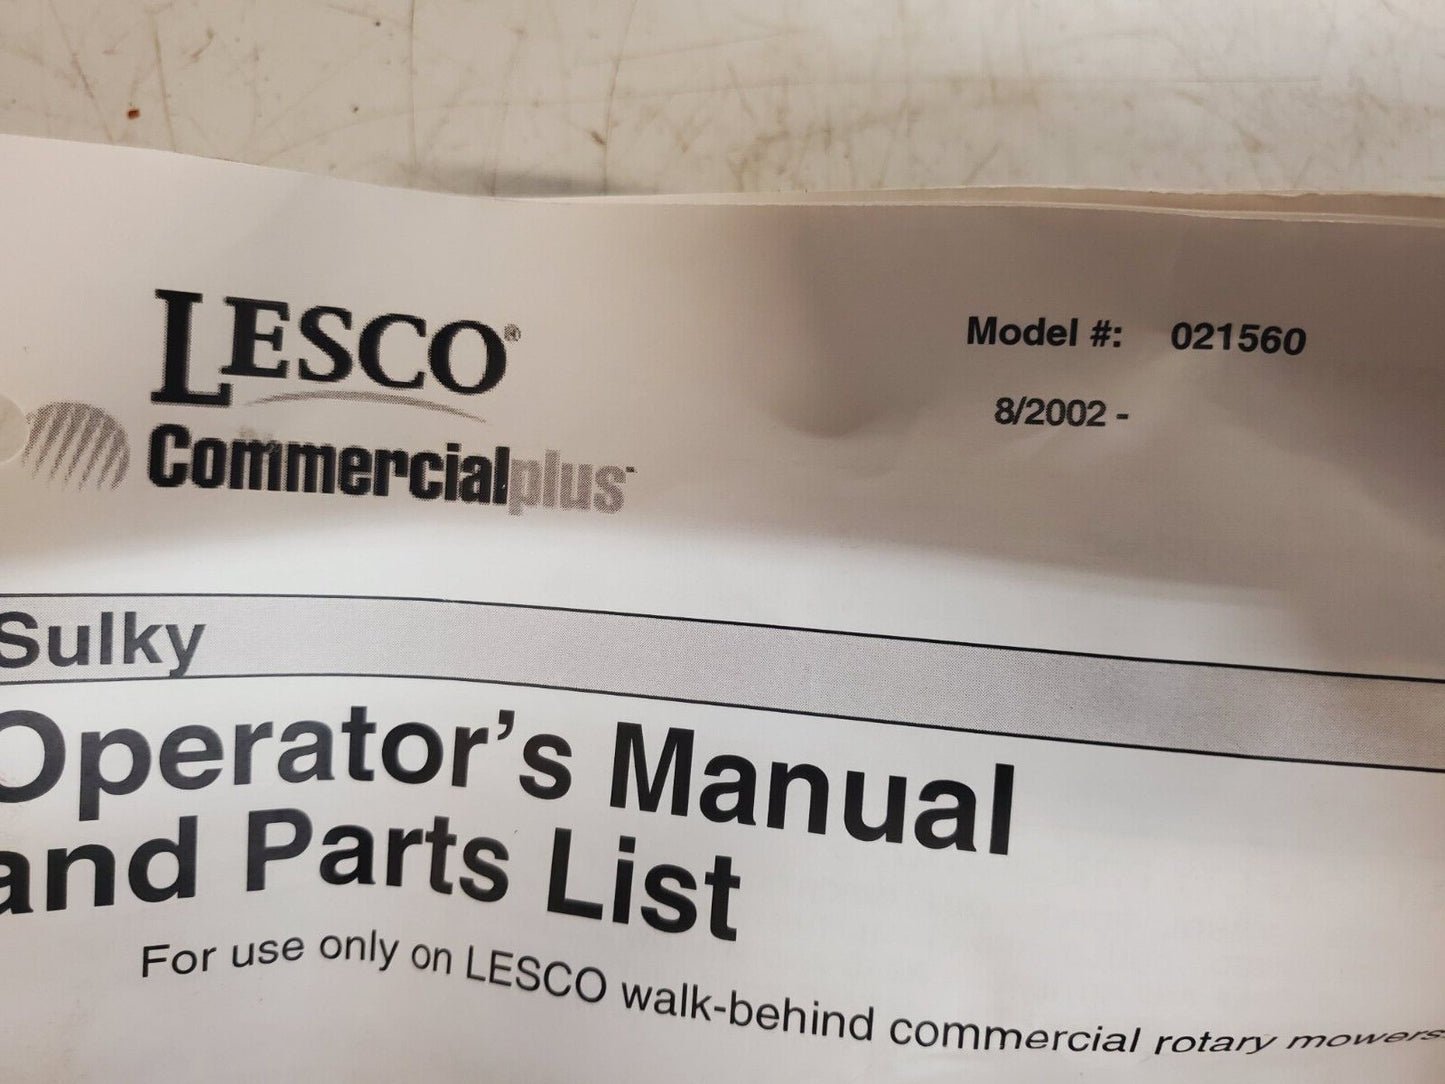 LESCO®
Commercialplus™
Model #: 021560
8/2002 -
Sulky
Operator's Manual
and Parts List
For use only on LESCO walk-behind commercial rotary mowers